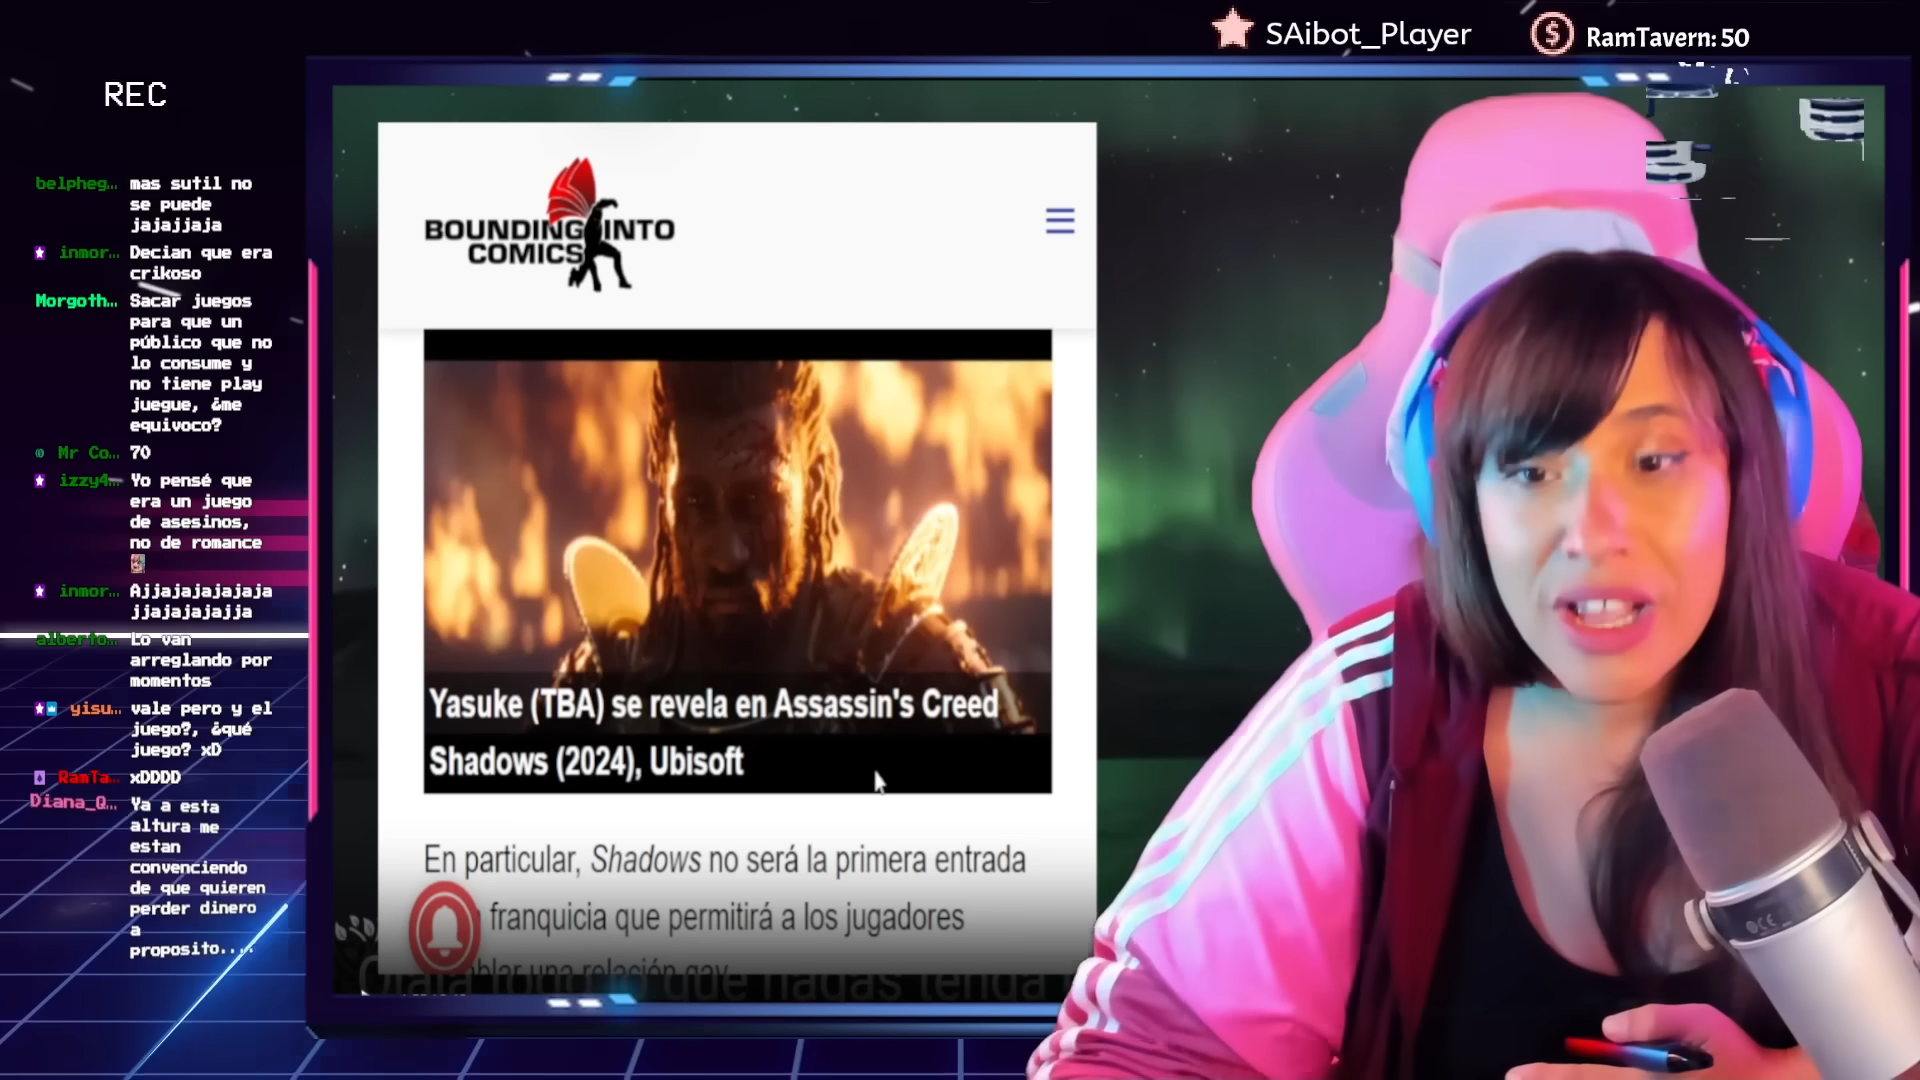 SAibot_Player
RamTavern: 50
REC
belpheg... mas sutil no
se puede
jajajjaja
inmor... Decian que era
crikoso
Morgoth... Sacar juegos
para que un
público que no
lo consume y
no tiene play
juegue, ¿me
equivoco?
Mr Co... 70
izzy4... Yo pensé que
era un juego
de asesinos,
no de romance
inmor... Ajjajajajajaja
jjajajajajja
alberto... Lo van
arreglando por
momentos
yisu... vale pero y el
juego?, ¿qué
juego? xD
RamTa... xDDDD
Diana_Q... Ya a esta
altura me
estan
convenciendo
de que quieren
perder dinero
a
proposito....
BOUNDING INTO
COMICS
Yasuke (TBA) se revela en Assassin's Creed
Shadows (2024), Ubisoft
En particular, Shadows no será la primera entrada
franquicia que permitirá a los jugadores
una relación gay